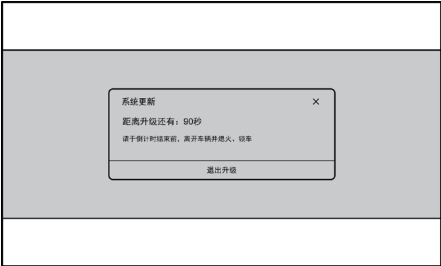 系统更新
距离升级还有：90秒
请于倒计时结束前，离开车辆并熄火、锁车
退出升级